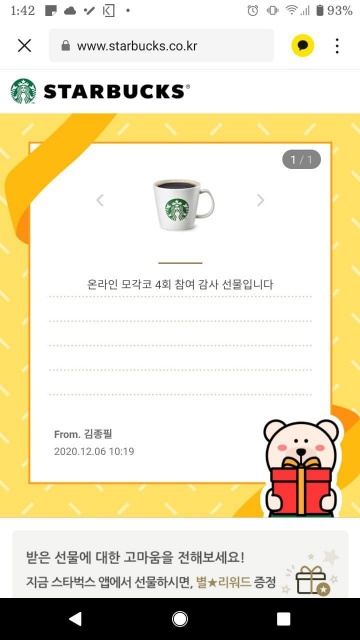 1:42
93%
www.starbucks.co.kr
STARBUCKS®
1 / 1
온라인 모각코 4회 참여 감사 선물입니다
From. 김종필
2020.12.06 10:19
받은 선물에 대한 고마움을 전해보세요!
지금 스타벅스 앱에서 선물하시면, 별★리워드 증정